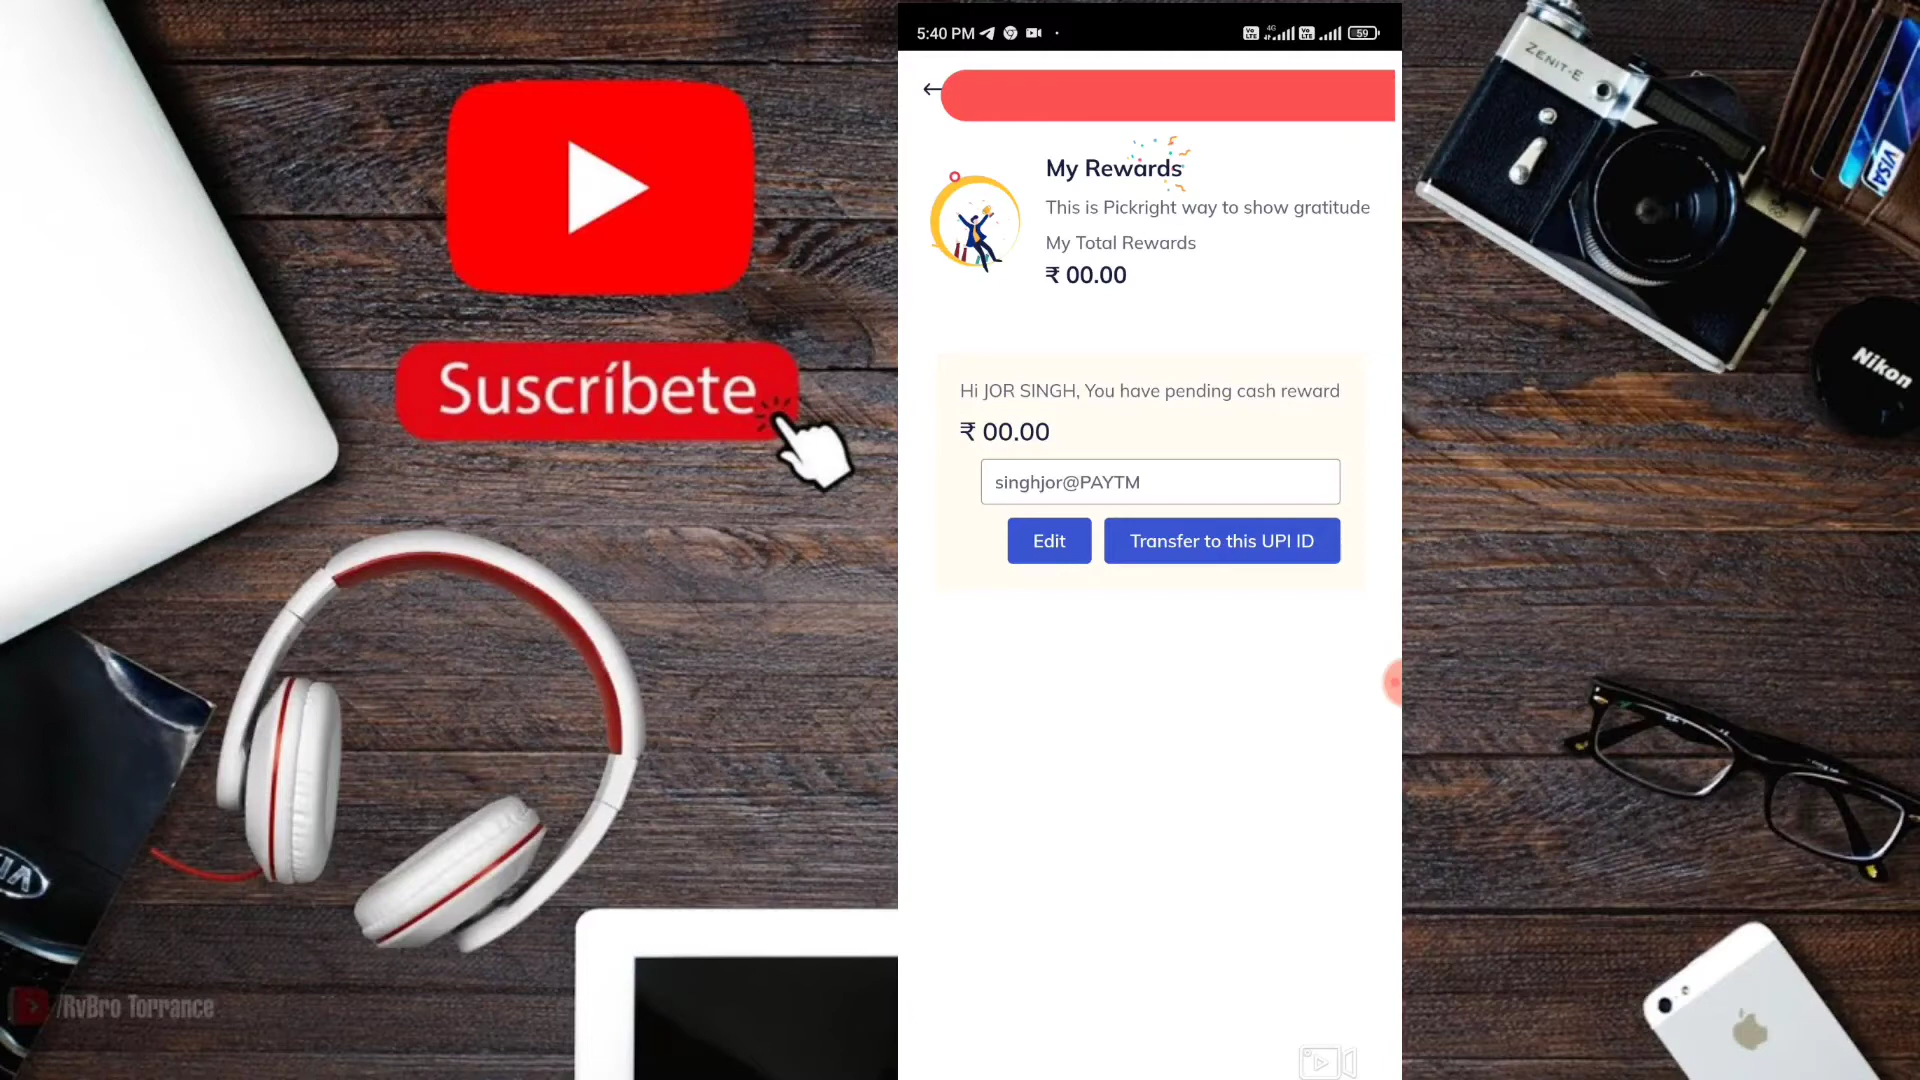 5:40 PM
4G
59
My Rewards
This is Pickright way to show gratitude
My Total Rewards
₹ 00.00
Hi JOR SINGH, You have pending cash reward
₹ 00.00
singhjor@PAYTM
Edit
Transfer to this UPI ID
Suscríbete
ZENIT-E
VISA
Nikon
/RvBro Torrance